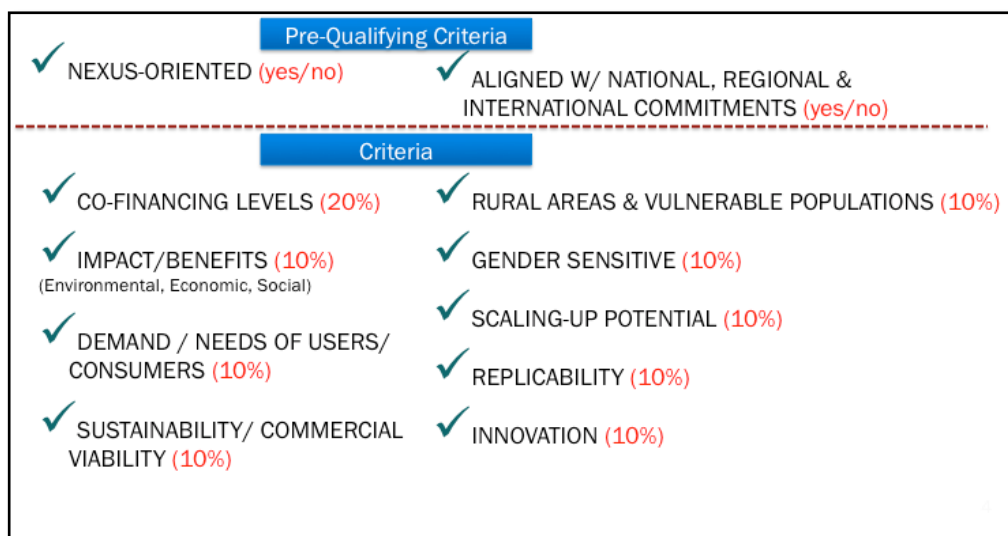 Pre-Qualifying Criteria
NEXUS-ORIENTED (yes/no)
ALIGNED W/ NATIONAL, REGIONAL &
INTERNATIONAL COMMITMENTS (yes/no)
Criteria
CO-FINANCING LEVELS (20%)
IMPACT/BENEFITS (10%)
(Environmental, Economic, Social)
DEMAND / NEEDS OF USERS/
CONSUMERS (10%)
SUSTAINABILITY/ COMMERCIAL
VIABILITY (10%)
RURAL AREAS & VULNERABLE POPULATIONS (10%)
GENDER SENSITIVE (10%)
SCALING-UP POTENTIAL (10%)
REPLICABILITY (10%)
INNOVATION (10%)
4